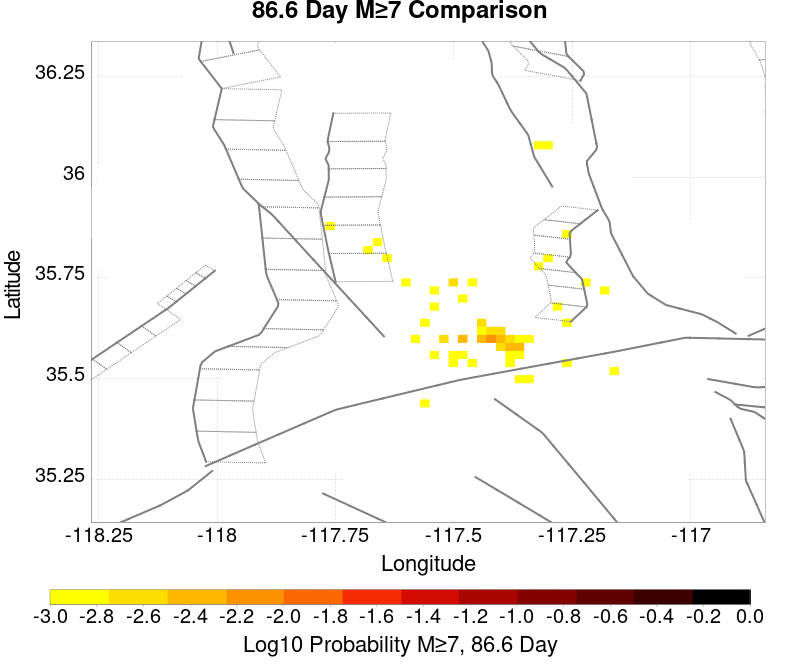 86.6 Day M≥7 Comparison
36.25
36
35.75
35.5
35.25
Latitude
-118.25 -118 -117.75 -117.5 -117.25 -117
Longitude
-3.0 -2.8 -2.6 -2.4 -2.2 -2.0 -1.8 -1.6 -1.4 -1.2 -1.0 -0.8 -0.6 -0.4 -0.2 0.0
Log10 Probability M≥7, 86.6 Day